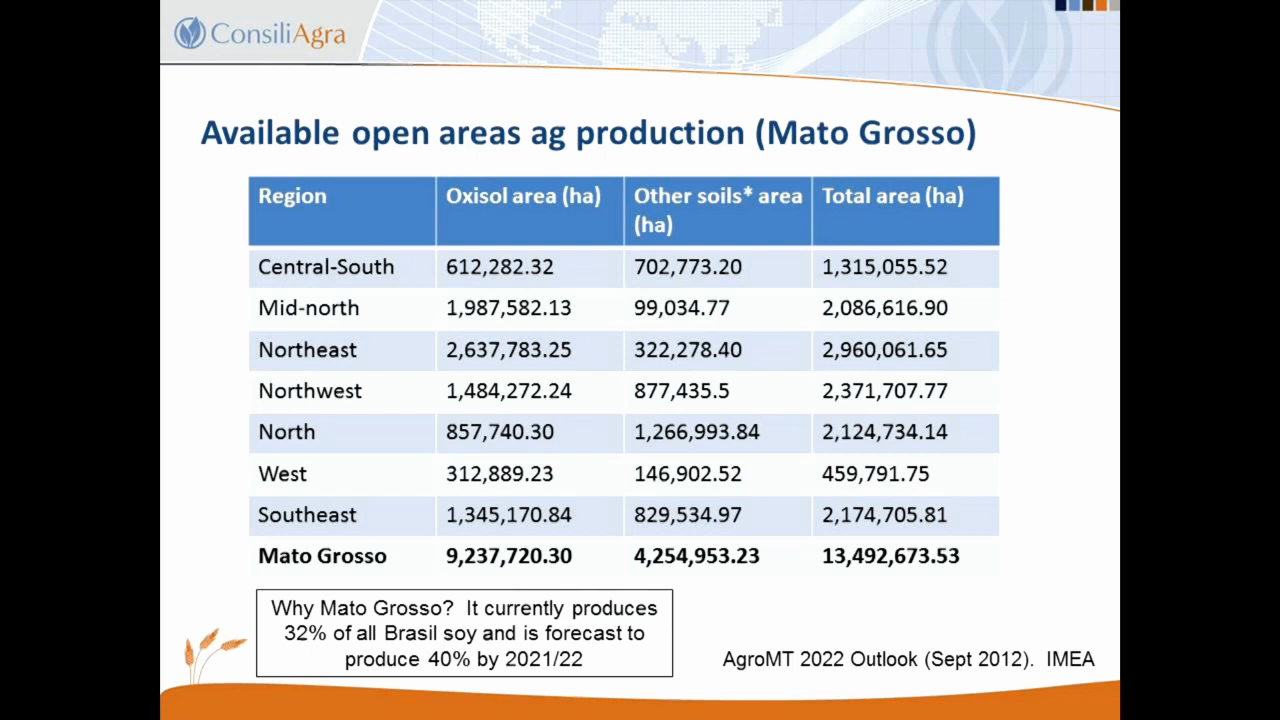 ConsiliAgra
Available open areas ag production (Mato Grosso)
Region Oxisol area (ha) Other soils* area (ha) Total area (ha)
Central-South 612,282.32 702,773.20 1,315,055.52
Mid-north 1,987,582.13 99,034.77 2,086,616.90
Northeast 2,637,783.25 322,278.40 2,960,061.65
Northwest 1,484,272.24 877,435.5 2,371,707.77
North 857,740.30 1,266,993.84 2,124,734.14
West 312,889.23 146,902.52 459,791.75
Southeast 1,345,170.84 829,534.97 2,174,705.81
Mato Grosso 9,237,720.30 4,254,953.23 13,492,673.53
Why Mato Grosso? It currently produces
32% of all Brasil soy and is forecast to
produce 40% by 2021/22
AgroMT 2022 Outlook (Sept 2012). IMEA